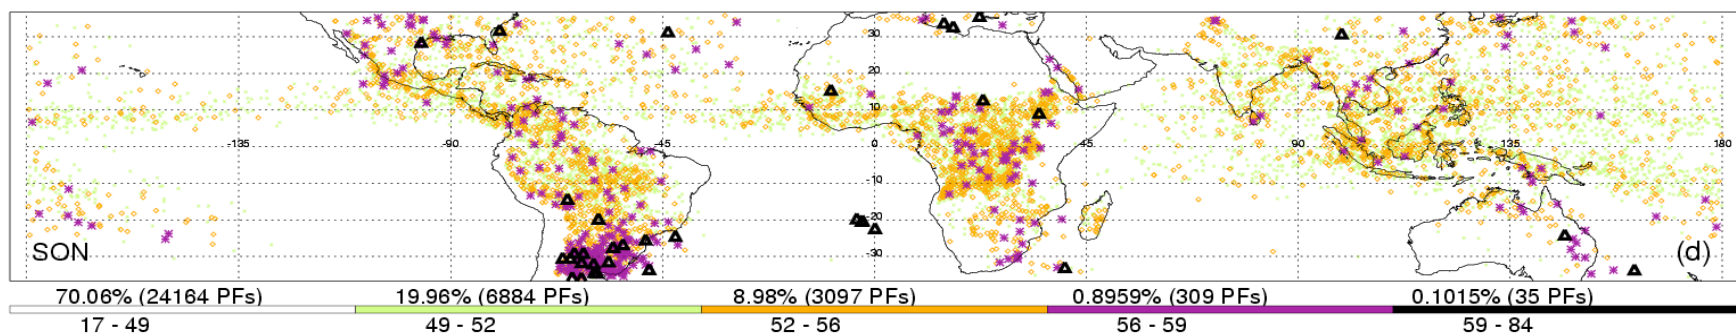 30
20
10
-135 -90 -45 0 45 90 135 180
-10
-20
-30
SON (d)
70.06% (24164 PFs) 19.96% (6884 PFs) 8.98% (3097 PFs) 0.8959% (309 PFs) 0.1015% (35 PFs)
17 - 49 49 - 52 52 - 56 56 - 59 59 - 84